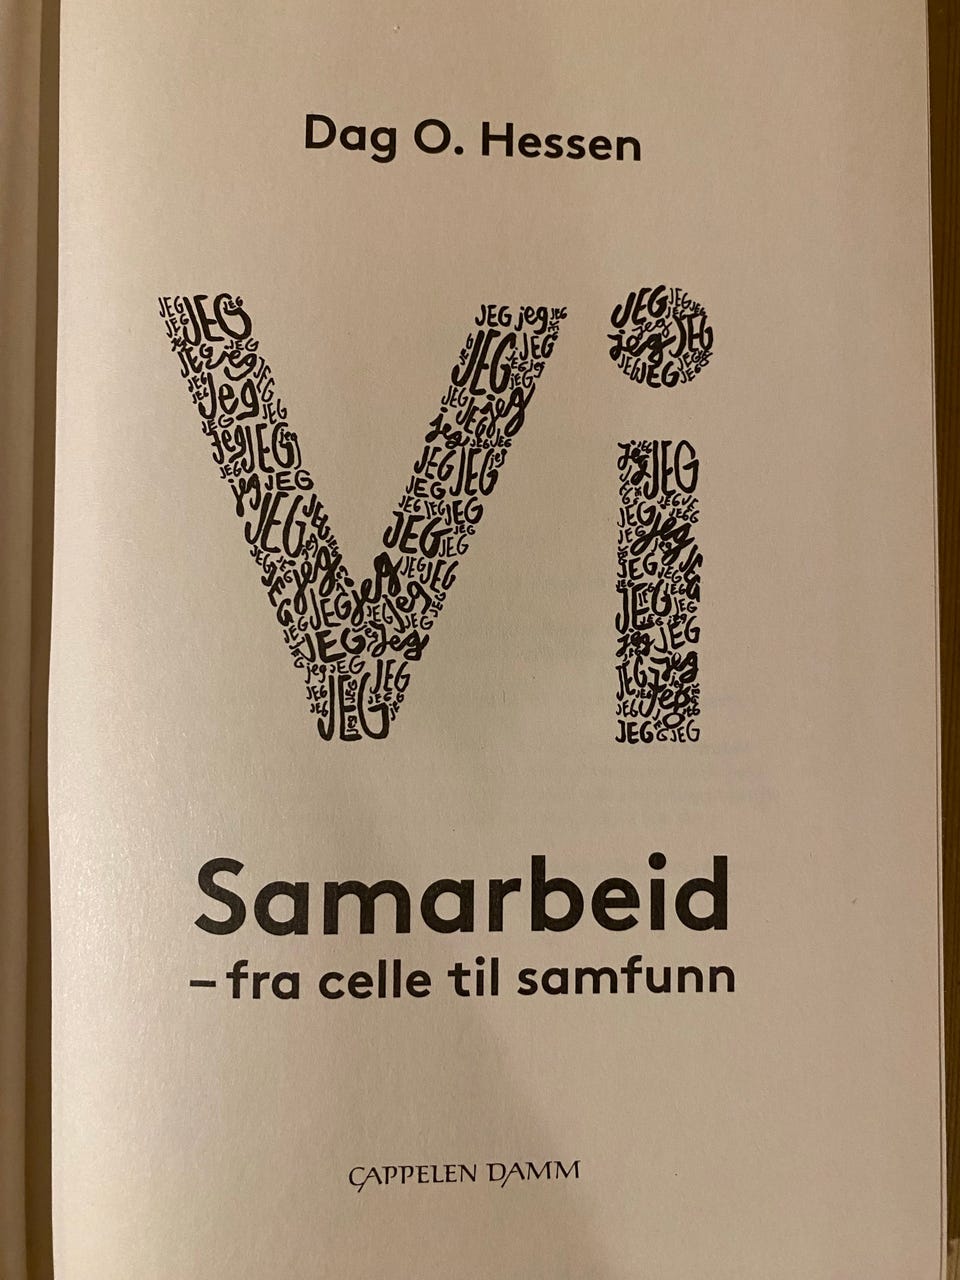 Dag O. Hessen
Vi
Samarbeid
– fra celle til samfunn
CAPPELEN DAMM